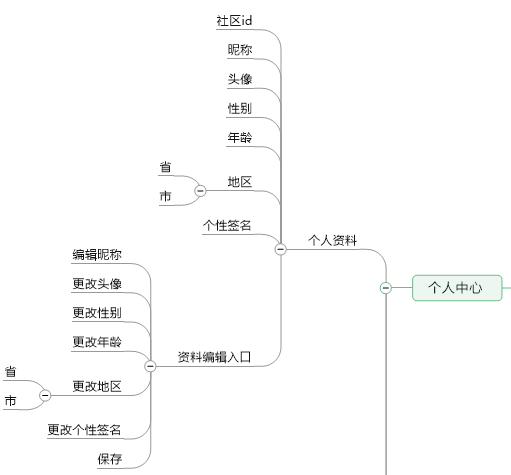 社区id
昵称
头像
性别
年龄
省
市
地区
个性签名
个人资料
个人中心
编辑昵称
更改头像
更改性别
更改年龄
资料编辑入口
省
市
更改地区
更改个性签名
保存